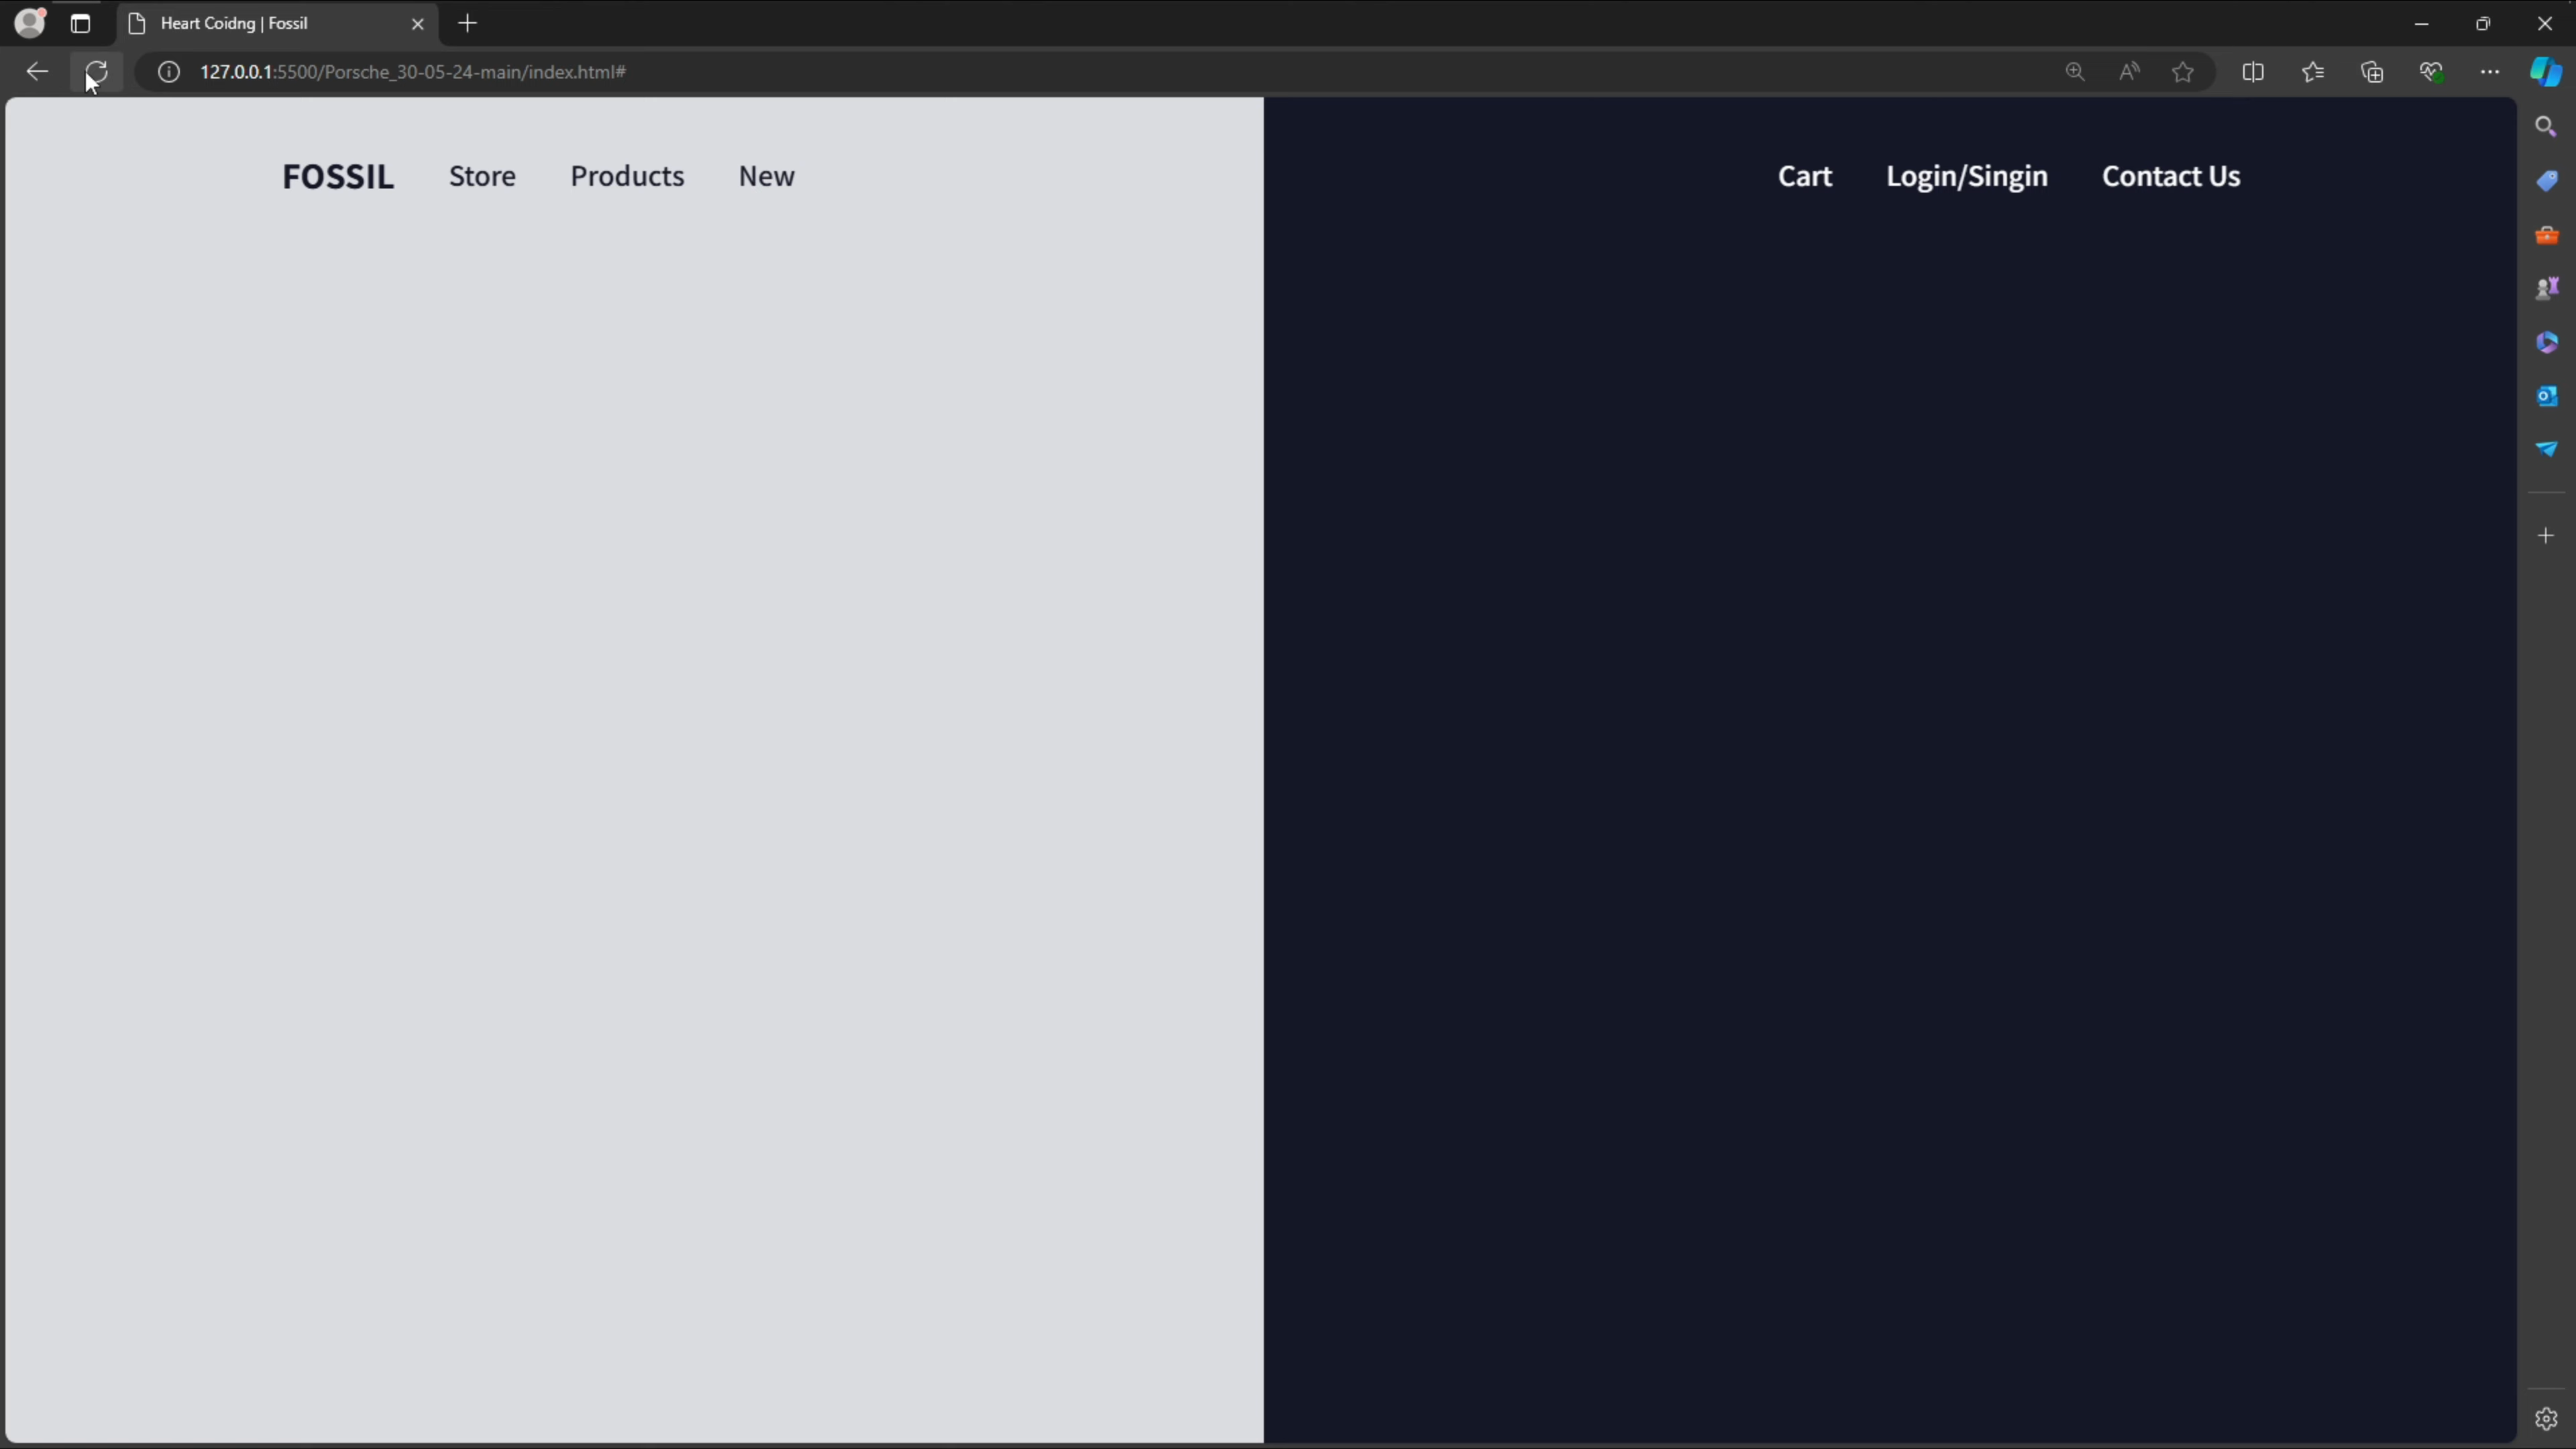 Heart Coidng | Fossil
127.0.0.1:5500/Porsche_30-05-24-main/index.html#
FOSSIL Store Products New Cart Login/Singin Contact Us